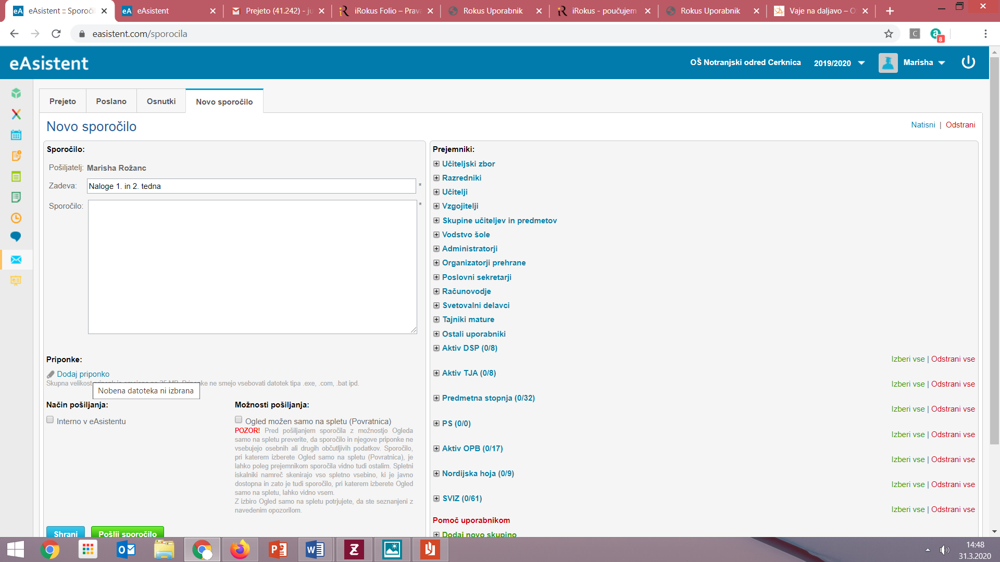 eAsistent :: Sporoči
eAsistent
Prejeto (41.242) - ju
iRokus Folio – Prava
Rokus Uporabnik
iRokus - poučujem
Rokus Uporabnik
Vaje na daljavo – O
easistent.com/sporocila
8
eAsistent
OŠ Notranjski odred Cerknica
2019/2020
Marisha
Prejeto
Poslano
Osnutki
Novo sporočilo
Novo sporočilo
Natisni | Odstrani
Sporočilo:
Pošiljatelj: Marisha Rožanc
Zadeva: Naloge 1. in 2. tedna *
Sporočilo: *
Priponke:
Dodaj priponko
Skupna velikost
ke ne smejo vsebovati datotek tipa .exe, .com, .bat ipd.
Nobena datoteka ni izbrana
Način pošiljanja:
Interno v eAsistentu
Možnosti pošiljanja:
Ogled možen samo na spletu (Povratnica)
POZOR! Pred pošiljanjem sporočila z možnostjo Ogleda
samo na spletu preverite, da sporočilo in njegove priponke ne
vsebujejo osebnih ali drugih občutljivih podatkov. Sporočilo,
pri katerem izberete Ogled samo na spletu (Povratnica), je
lahko poleg prejemnikom sporočila vidno tudi ostalim. Spletni
iskalniki namreč skenirajo vso spletno vsebino, ki je javno
dostopna in zato je tudi sporočilo, pri katerem izberete Ogled
samo na spletu, lahko vidno vsem.
Z izbiro Ogled samo na spletu potrjujete, da ste seznanjeni z
navedenim opozorilom.
Shrani
Pošlji sporočilo
Prejemniki:
Učiteljski zbor
Razredniki
Učitelji
Vzgojitelji
Skupine učiteljev in predmetov
Vodstvo šole
Administratorji
Organizatorji prehrane
Poslovni sekretarji
Računovodje
Svetovalni delavci
Tajniki mature
Ostali uporabniki
Aktiv DSP (0/8)
Izberi vse | Odstrani vse
Aktiv TJA (0/8)
Izberi vse | Odstrani vse
Predmetna stopnja (0/32)
Izberi vse | Odstrani vse
PS (0/0)
Izberi vse | Odstrani vse
Aktiv OPB (0/17)
Izberi vse | Odstrani vse
Nordijska hoja (0/9)
Izberi vse | Odstrani vse
SVIZ (0/61)
Izberi vse | Odstrani vse
Pomoč uporabnikom
Dodaj novo skupino
14:48
31.3.2020